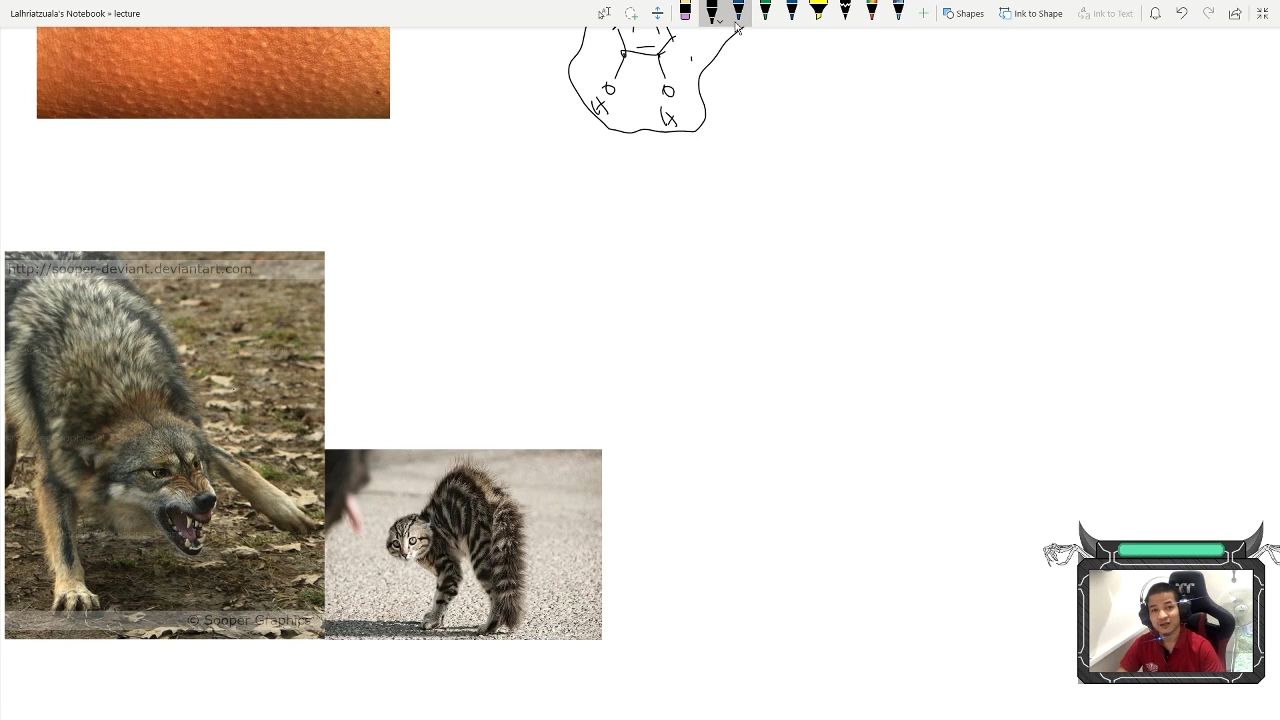 Lalhriatzuala's Notebook » lecture
Shapes
Ink to Shape
Ink to Text
O
O
H
H
http://sooper-deviant.deviantart.com
© Sooper Graphics